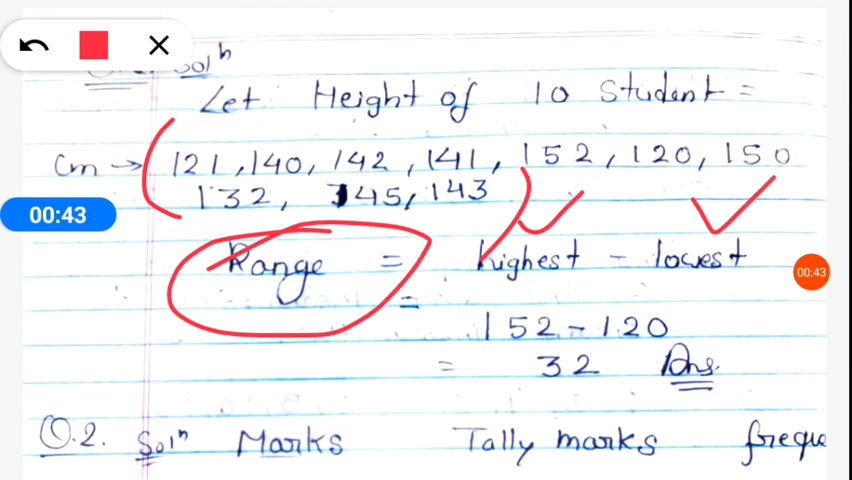 Solⁿ
Let Height of 10 Student =
Cm → 121, 140, 142, 141, 152, 120, 150
132, 145, 143
00:43
Range = highest - lowest
00:43
=
152 - 120
= 32 Ans.
Q.2. Solⁿ Marks Tally marks freque